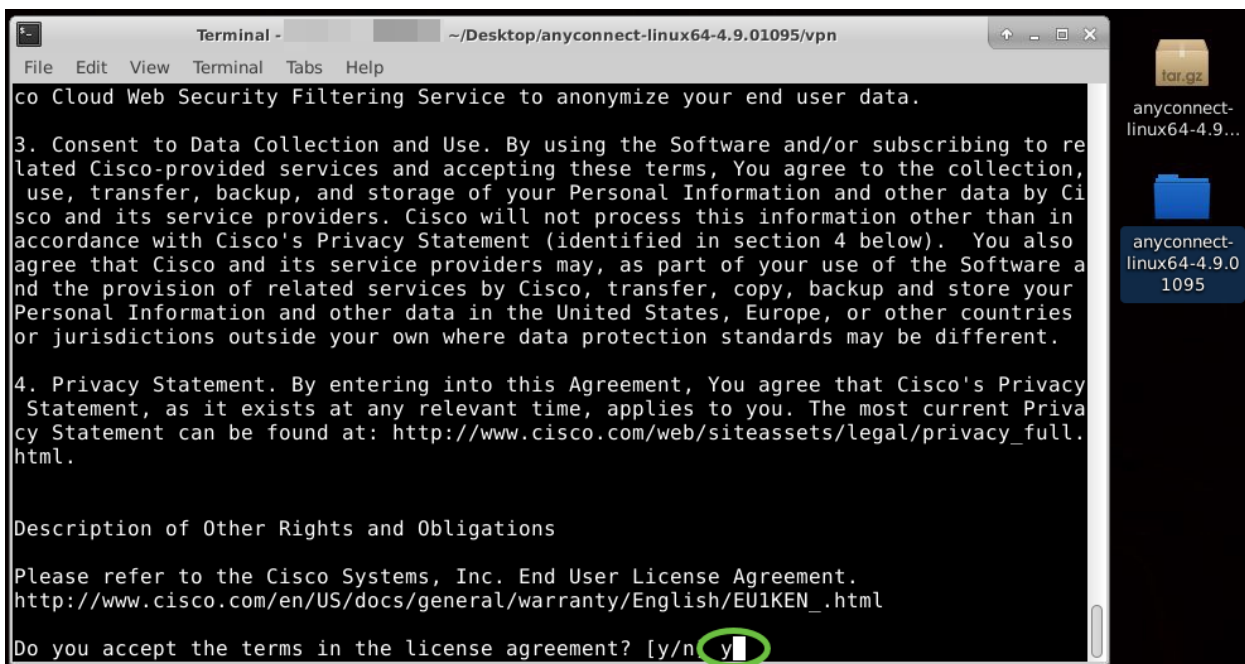 Terminal - ~/Desktop/anyconnect-linux64-4.9.01095/vpn
File Edit View Terminal Tabs Help
co Cloud Web Security Filtering Service to anonymize your end user data.
3. Consent to Data Collection and Use. By using the Software and/or subscribing to re
lated Cisco-provided services and accepting these terms, You agree to the collection,
use, transfer, backup, and storage of your Personal Information and other data by Ci
sco and its service providers. Cisco will not process this information other than in
accordance with Cisco's Privacy Statement (identified in section 4 below).  You also
agree that Cisco and its service providers may, as part of your use of the Software a
nd the provision of related services by Cisco, transfer, copy, backup and store your
Personal Information and other data in the United States, Europe, or other countries
or jurisdictions outside your own where data protection standards may be different.
4. Privacy Statement. By entering into this Agreement, You agree that Cisco's Privacy
Statement, as it exists at any relevant time, applies to you. The most current Priva
cy Statement can be found at: http://www.cisco.com/web/siteassets/legal/privacy_full.
html.
Description of Other Rights and Obligations
Please refer to the Cisco Systems, Inc. End User License Agreement.
http://www.cisco.com/en/US/docs/general/warranty/English/EU1KEN_.html
Do you accept the terms in the license agreement? [y/n y
tar.gz
anyconnect-
linux64-4.9...
anyconnect-
linux64-4.9.0
1095